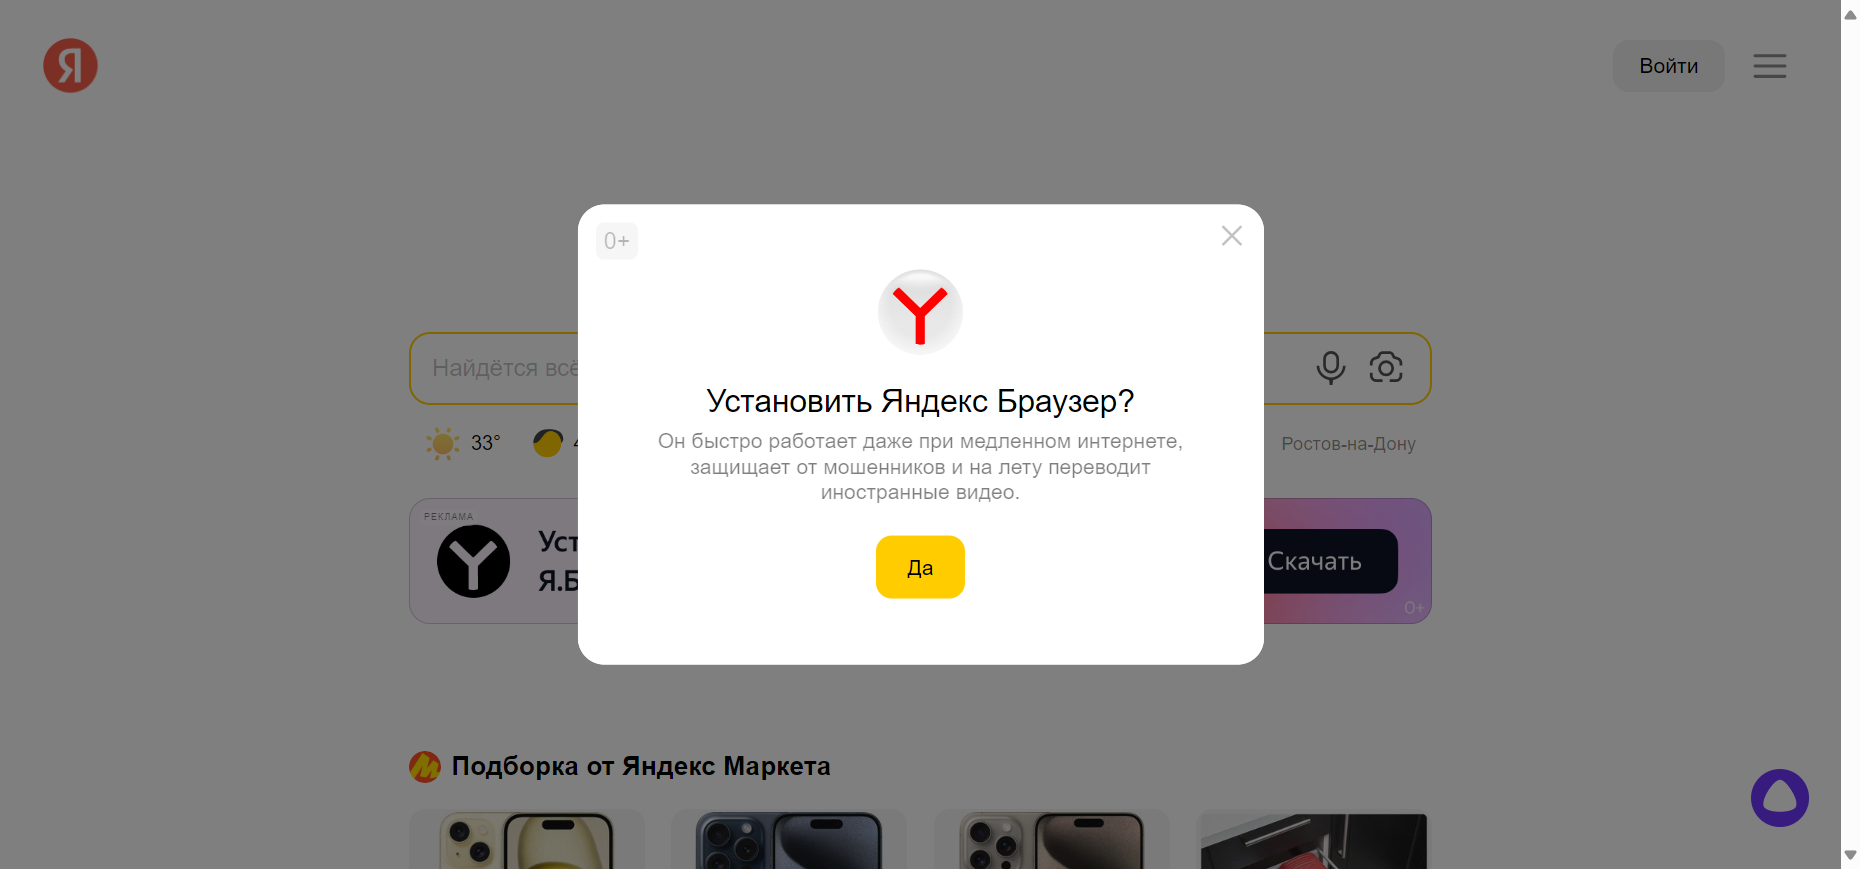 Я
Войти
0+
Y
Установить Яндекс Браузер?
Он быстро работает даже при медленном интернете,
защищает от мошенников и на лету переводит
иностранные видео.
Да
Найдётся всё
33°
Ростов-на-Дону
РЕКЛАМА
Уст
Я.Б
Скачать
0+
Подборка от Яндекс Маркета